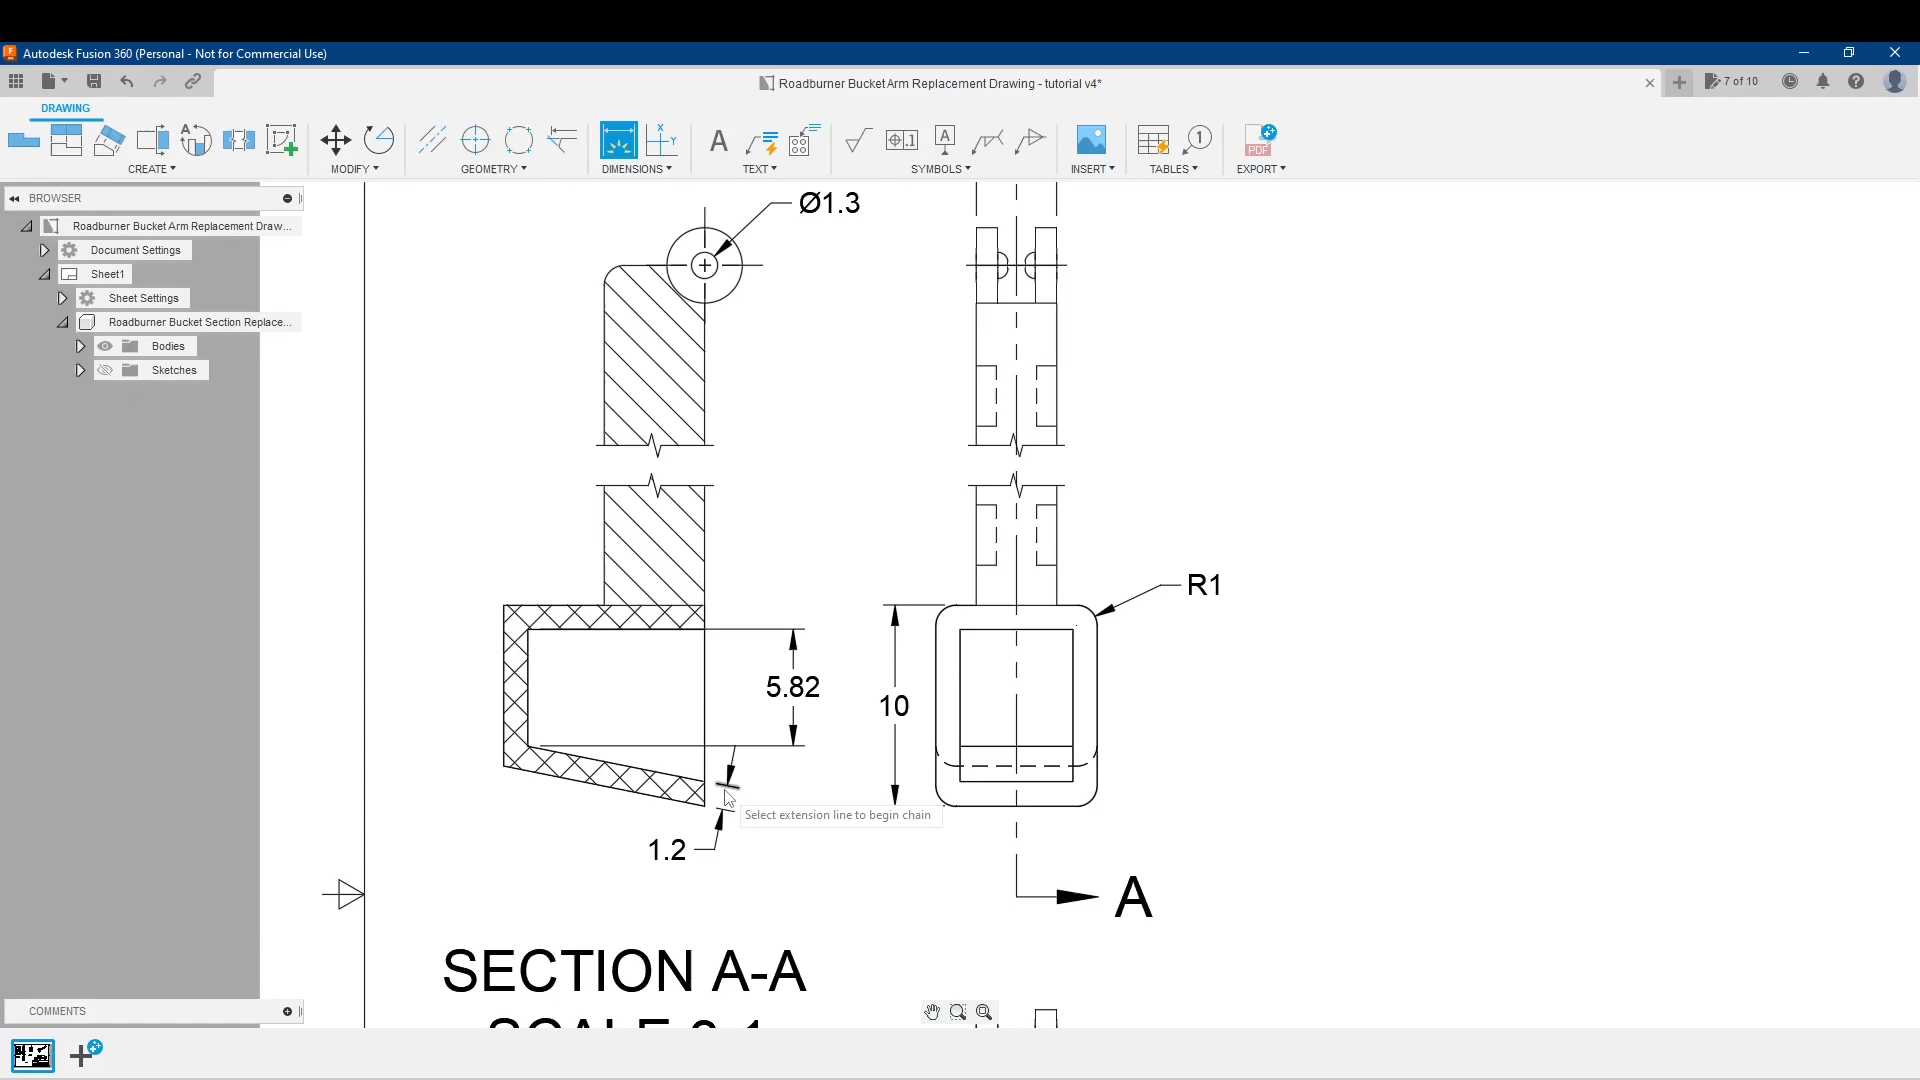 Autodesk Fusion 360 (Personal - Not for Commercial Use)
Roadburner Bucket Arm Replacement Drawing - tutorial v4*
7 of 10
DRAWING
CREATE
MODIFY
GEOMETRY
DIMENSIONS
TEXT
SYMBOLS
INSERT
TABLES
EXPORT
BROWSER
Roadburner Bucket Arm Replacement Draw...
Document Settings
Sheet1
Sheet Settings
Roadburner Bucket Section Replace...
Bodies
Sketches
Ø1.3
R1
5.82
10
Select extension line to begin chain
1.2
A
SECTION A-A
COMMENTS